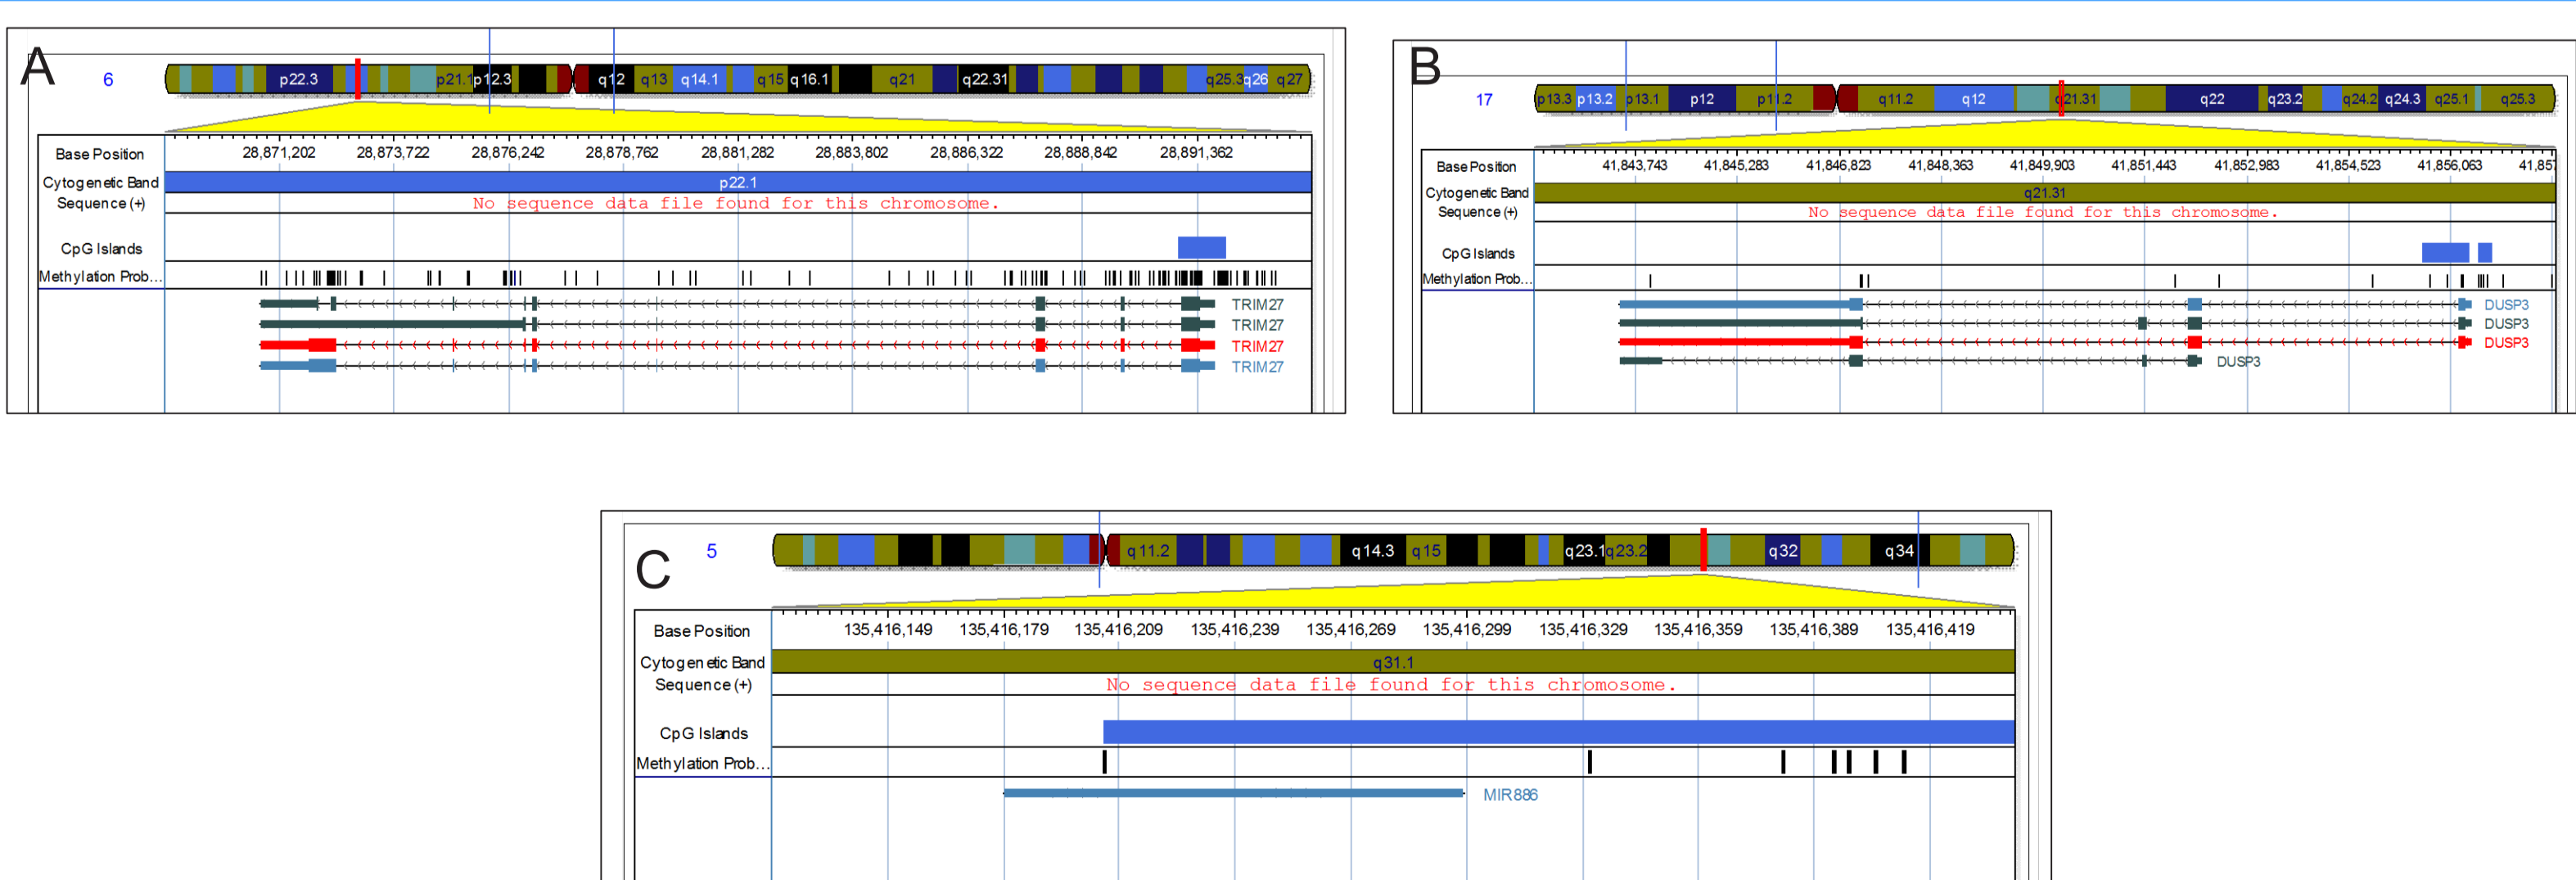 A
6
p22.3 p21.1 p12.3 q12 q13 q14.1 q15 q16.1 q21 q22.31 q25.3 q26 q27
Base Position 28,871,202 28,873,722 28,876,242 28,878,762 28,881,282 28,883,802 28,886,322 28,888,842 28,891,362
Cytogenetic Band p22.1
Sequence (+) No sequence data file found for this chromosome.
CpG Islands
Methylation Prob...
TRIM27
TRIM27
TRIM27
TRIM27
B
17
p13.3 p13.2 p13.1 p12 p11.2 q11.2 q12 q21.31 q22 q23.2 q24.2 q24.3 q25.1 q25.3
Base Position 41,843,743 41,845,283 41,846,823 41,848,363 41,849,903 41,851,443 41,852,983 41,854,523 41,856,063 41,857
Cytogenetic Band q21.31
Sequence (+) No sequence data file found for this chromosome.
CpG Islands
Methylation Prob...
DUSP3
DUSP3
DUSP3
DUSP3
C
5
q11.2 q14.3 q15 q23.1 q23.2 q32 q34
Base Position 135,416,149 135,416,179 135,416,209 135,416,239 135,416,269 135,416,299 135,416,329 135,416,359 135,416,389 135,416,419
Cytogenetic Band q31.1
Sequence (+) No sequence data file found for this chromosome.
CpG Islands
Methylation Prob...
MIR886